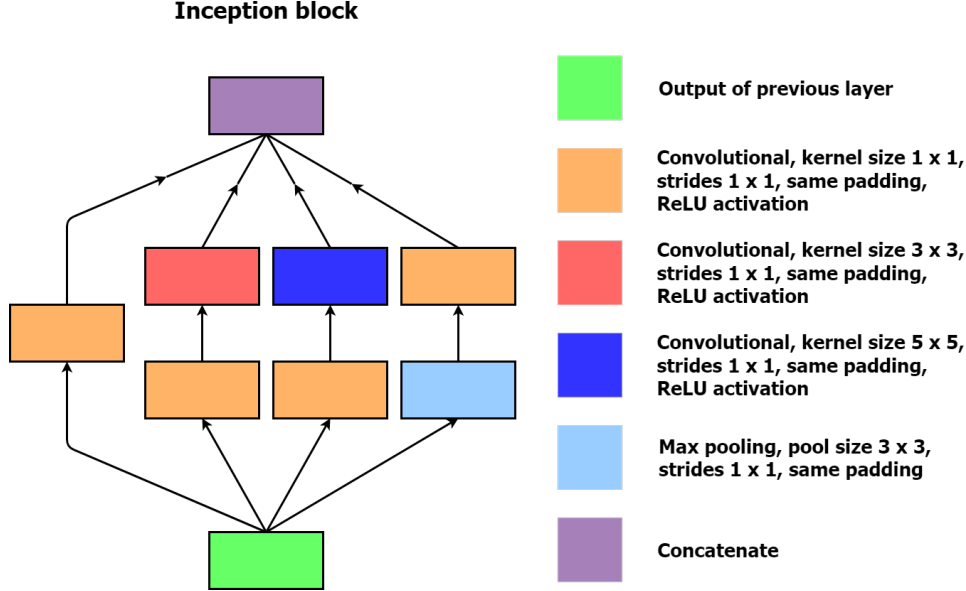 Inception block
Output of previous layer
Convolutional, kernel size 1 x 1,
strides 1 x 1, same padding,
ReLU activation
Convolutional, kernel size 3 x 3,
strides 1 x 1, same padding,
ReLU activation
Convolutional, kernel size 5 x 5,
strides 1 x 1, same padding,
ReLU activation
Max pooling, pool size 3 x 3,
strides 1 x 1, same padding
Concatenate